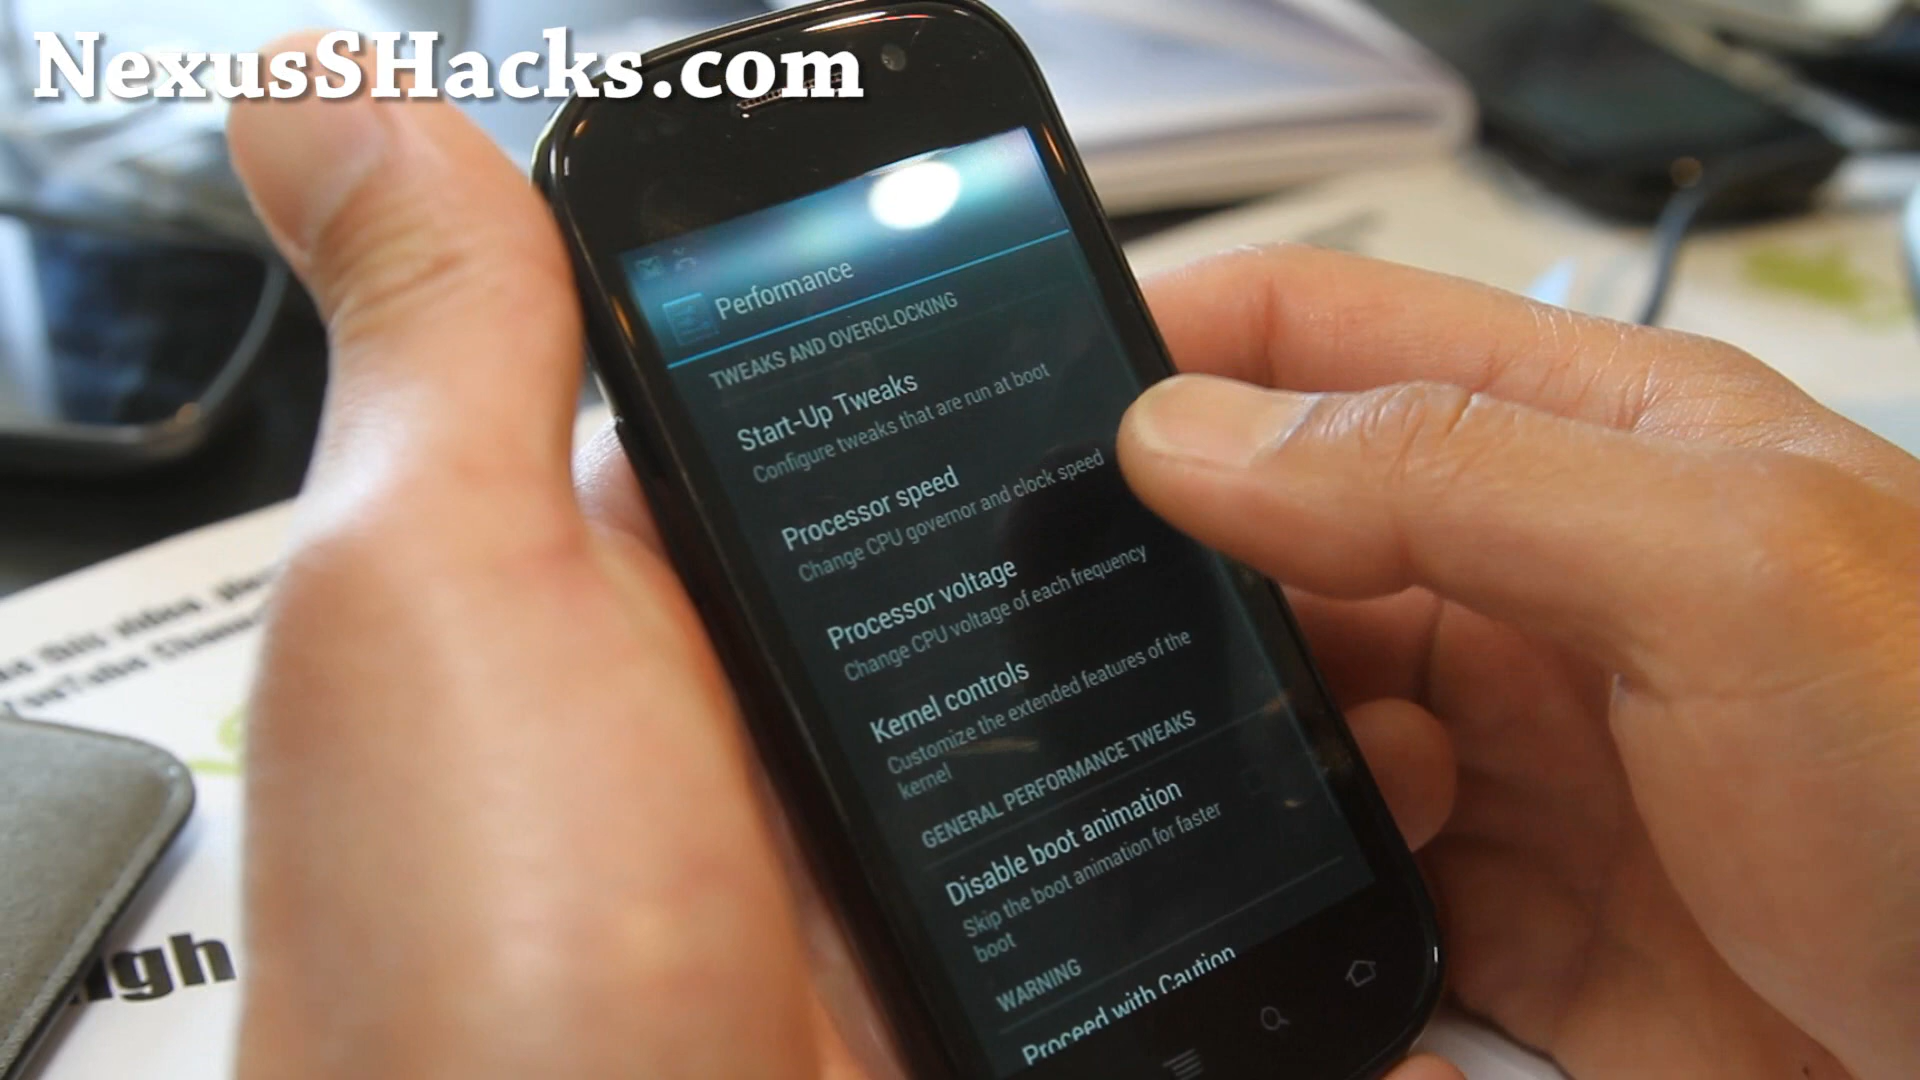 NexusSHacks.com
Performance
TWEAKS AND OVERCLOCKING
Start-Up Tweaks
Configure tweaks that are run at boot
Processor speed
Change CPU governor and clock speed
Processor voltage
Change CPU voltage of each frequency
Kernel controls
Customize the extended features of the
kernel
GENERAL PERFORMANCE TWEAKS
Disable boot animation
Skip the boot animation for faster
boot
WARNING
Proceed with Caution
this video
YouTube